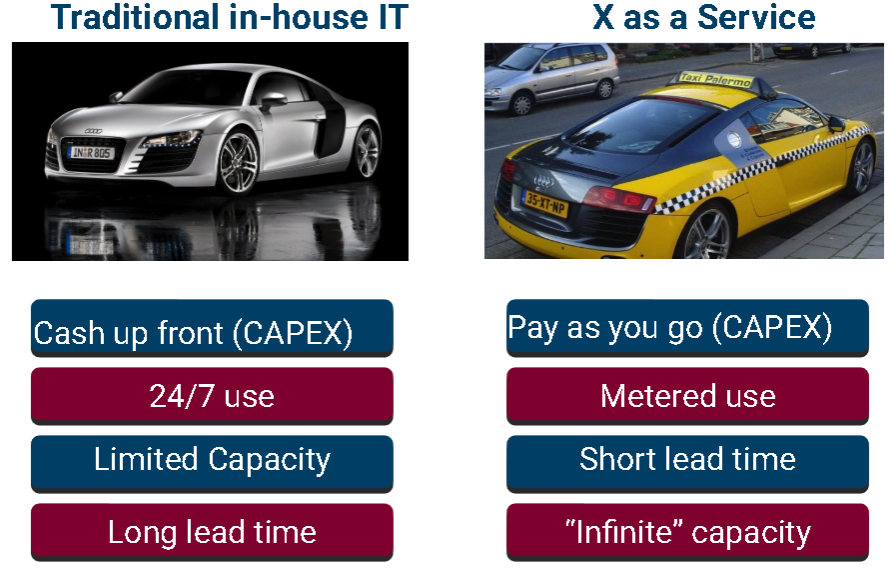 Traditional in-house IT
X as a Service
IN R 805
Taxi Palermo
35-XT-NP
Cash up front (CAPEX)
Pay as you go (CAPEX)
24/7 use
Metered use
Limited Capacity
Short lead time
Long lead time
“Infinite” capacity